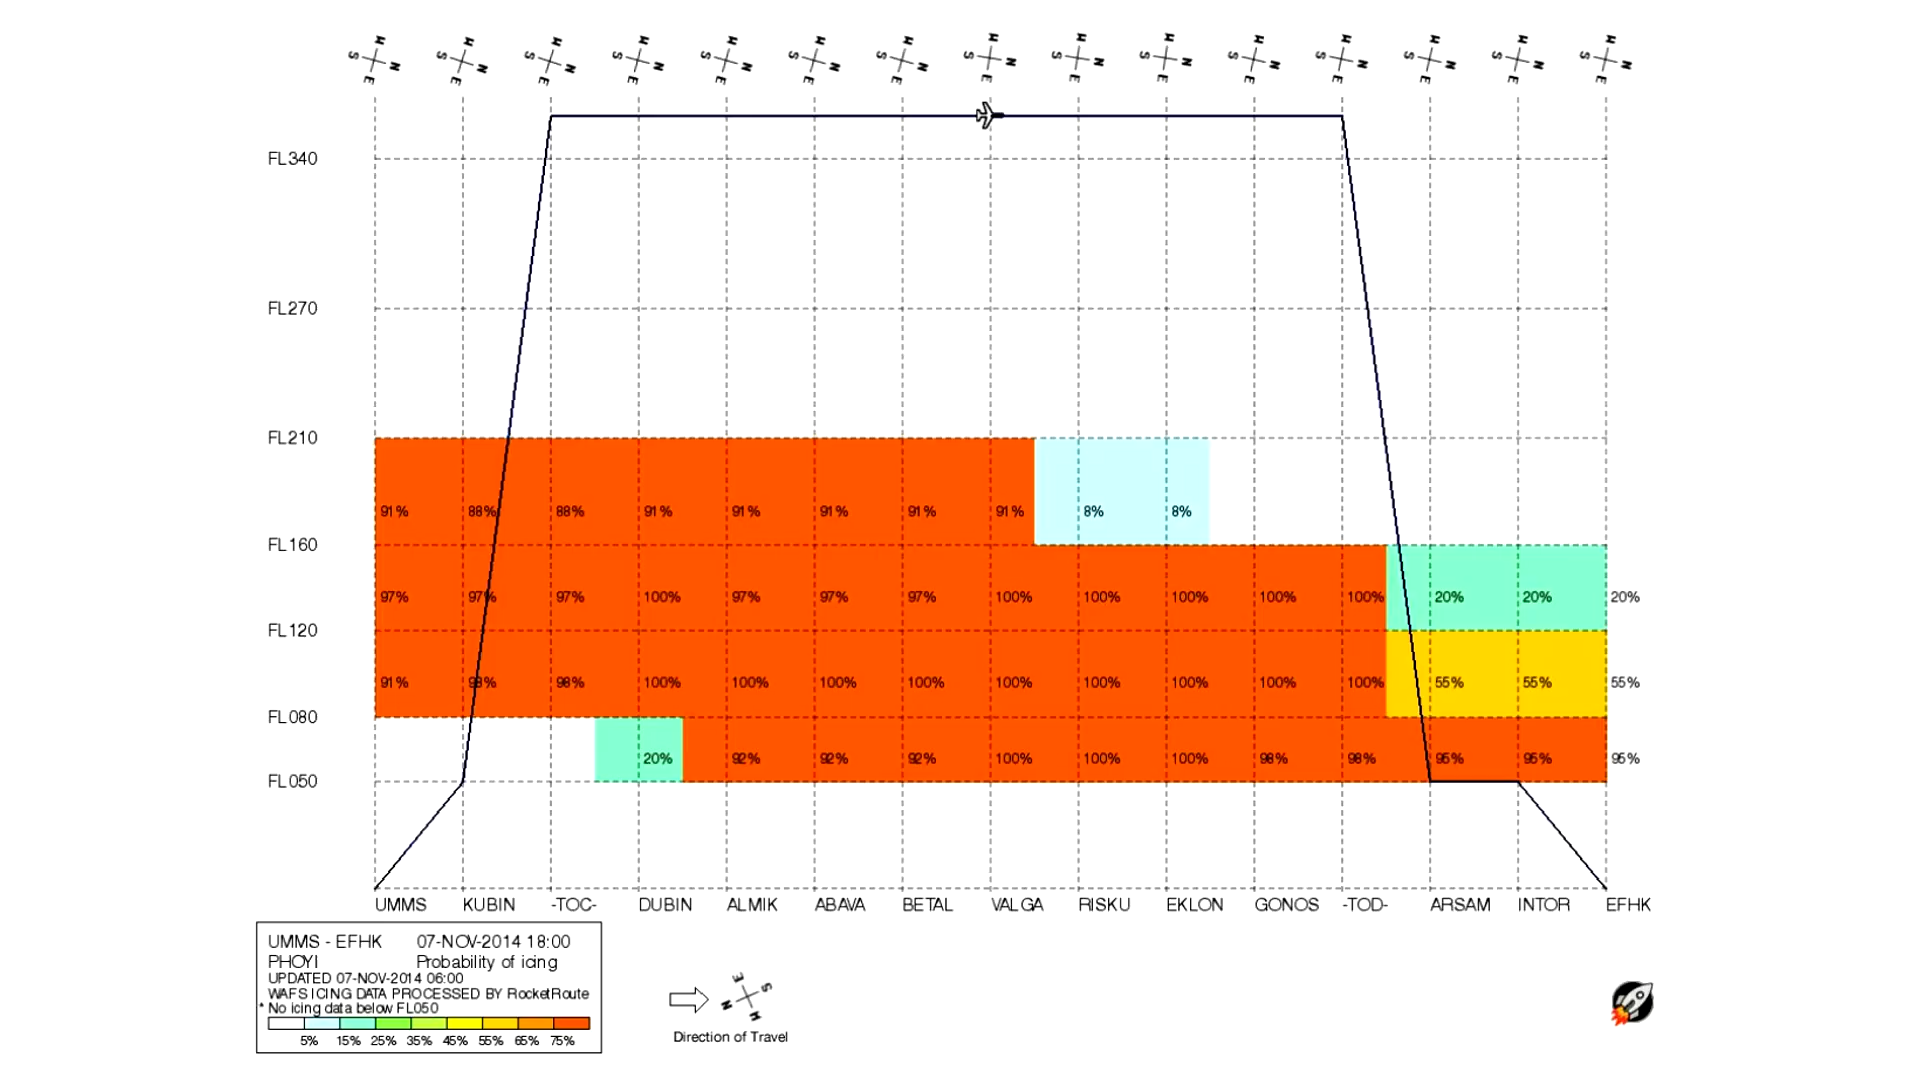 W N E S W N E S W N E S W N E S W N E S W N E S W N E S W N E S W N E S W N E S W N E S W N E S W N E S W N E S W N E S
FL340
FL270
FL210
91% 88% 88% 91% 91% 91% 91% 91% 8% 8%
FL160
97% 97% 97% 100% 97% 97% 97% 100% 100% 100% 100% 100% 20% 20% 20%
FL120
91% 98% 98% 100% 100% 100% 100% 100% 100% 100% 100% 100% 55% 55% 55%
FL080
20% 92% 92% 92% 100% 100% 100% 98% 98% 95% 95% 95%
FL050
UMMS KUBIN -TOC- DUBIN ALMIK ABAVA BETAL VALGA RISKU EKLON GONOS -TOD- ARSAM INTOR EFHK
UMMS - EFHK 07-NOV-2014 18:00
PHOYI Probability of icing
UPDATED 07-NOV-2014 06:00
WAFS ICING DATA PROCESSED BY RocketRoute
* No icing data below FL050
5% 15% 25% 35% 45% 55% 65% 75%
E S N W
Direction of Travel